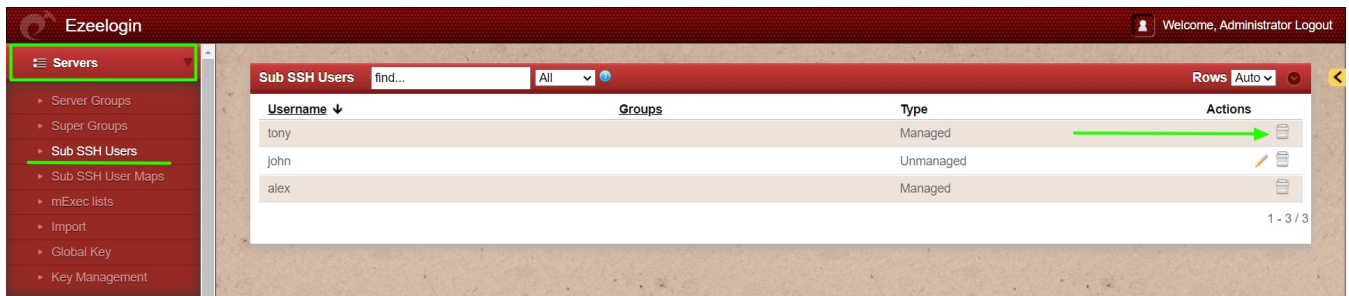 Ezeelogin
Welcome, Administrator Logout
Servers
Server Groups
Super Groups
Sub SSH Users
Sub SSH User Maps
mExec lists
Import
Global Key
Key Management
Sub SSH Users find... All Rows Auto
Username Groups Type Actions
tony Managed
john Unmanaged
alex Managed
1 - 3 / 3